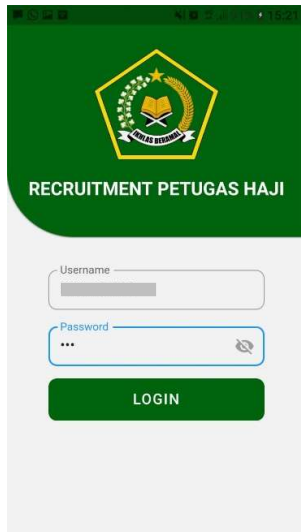 15:21
IKHLAS BERAMAL
RECRUITMENT PETUGAS HAJI
Username
Password
LOGIN